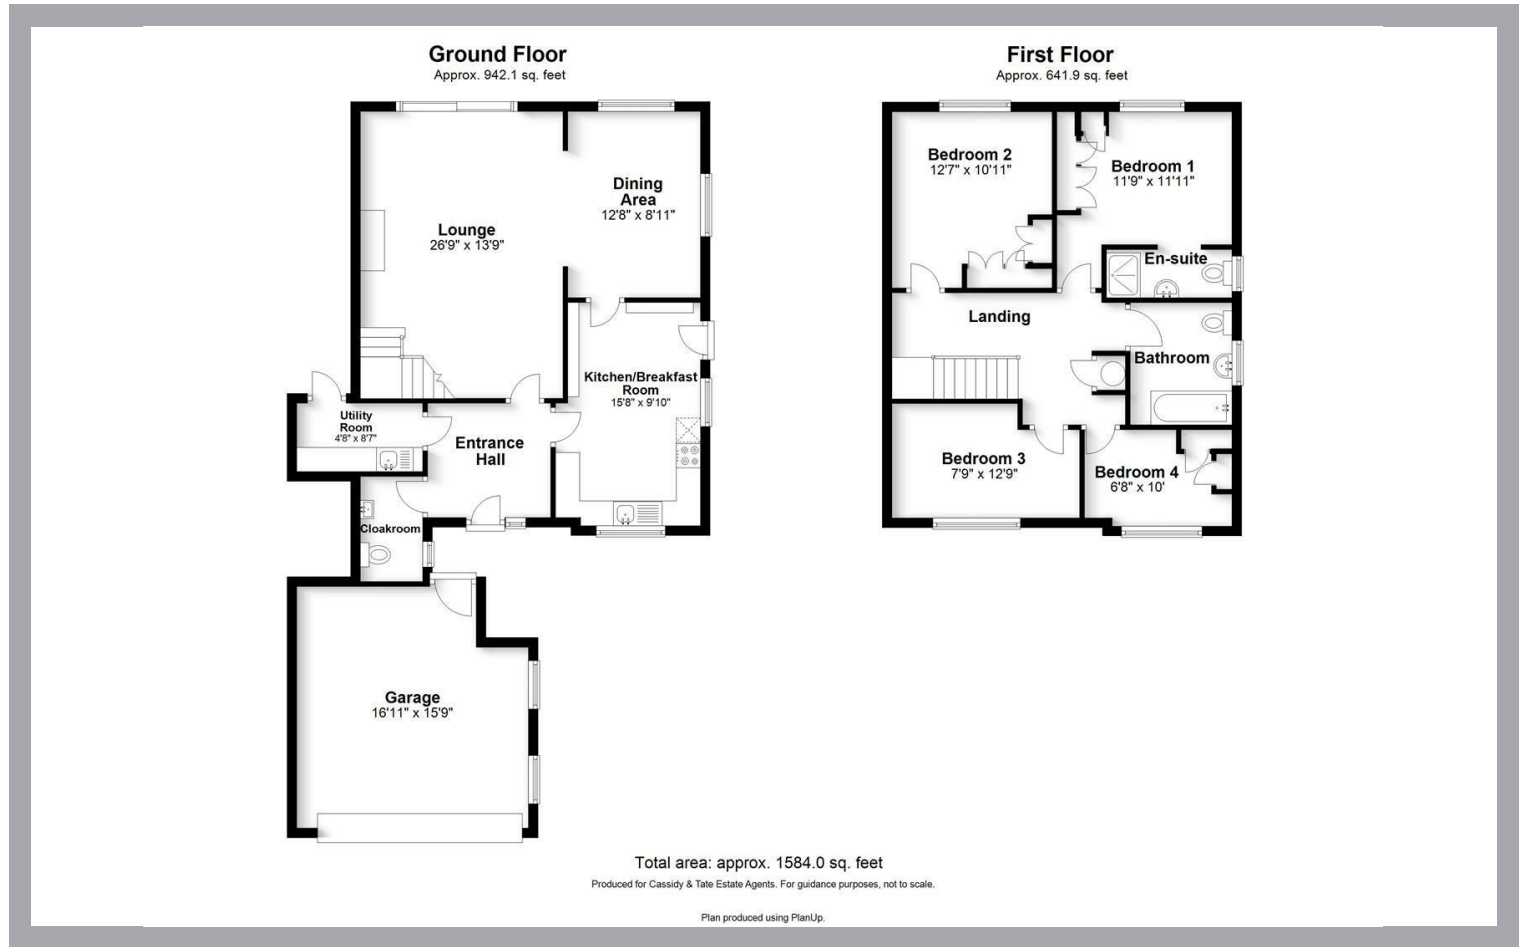 Ground Floor
Approx. 942.1 sq. feet
First Floor
Approx. 641.9 sq. feet
Lounge
26'9" x 13'9"
Dining
Area
12'8" x 8'11"
Kitchen/Breakfast
Room
15'8" x 9'10"
Utility
Room
4'8" x 8'7"
Entrance
Hall
Cloakroom
Garage
16'11" x 15'9"
Bedroom 2
12'7" x 10'11"
Bedroom 1
11'9" x 11'11"
En-suite
Landing
Bathroom
Bedroom 3
7'9" x 12'9"
Bedroom 4
6'8" x 10'
Total area: approx. 1584.0 sq. feet
Produced for Cassidy & Tate Estate Agents. For guidance purposes, not to scale.
Plan produced using PlanUp.